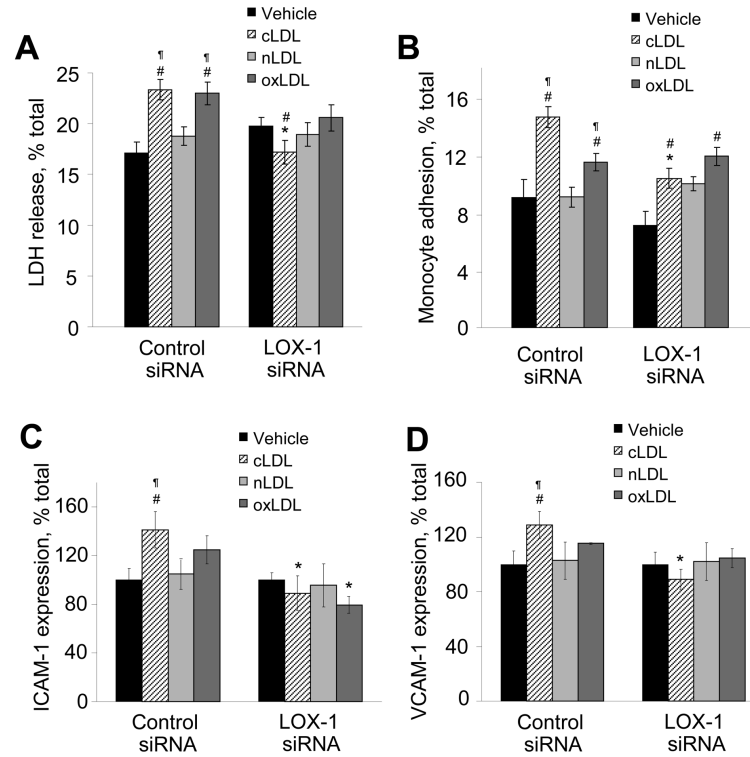 A
Vehicle
cLDL
nLDL
oxLDL
LDH release, % total
25
20
15
10
5
0
¶
#
¶
#
#
*
Control
siRNA
LOX-1
siRNA
B
Vehicle
cLDL
nLDL
oxLDL
Monocyte adhesion, % total
16
12
8
4
0
¶
#
¶
#
#
*
#
Control
siRNA
LOX-1
siRNA
C
Vehicle
cLDL
nLDL
oxLDL
ICAM-1 expression, % total
160
120
80
40
0
¶
#
*
*
Control
siRNA
LOX-1
siRNA
D
Vehicle
cLDL
nLDL
oxLDL
VCAM-1 expression, % total
160
120
80
40
0
¶
#
*
Control
siRNA
LOX-1
siRNA